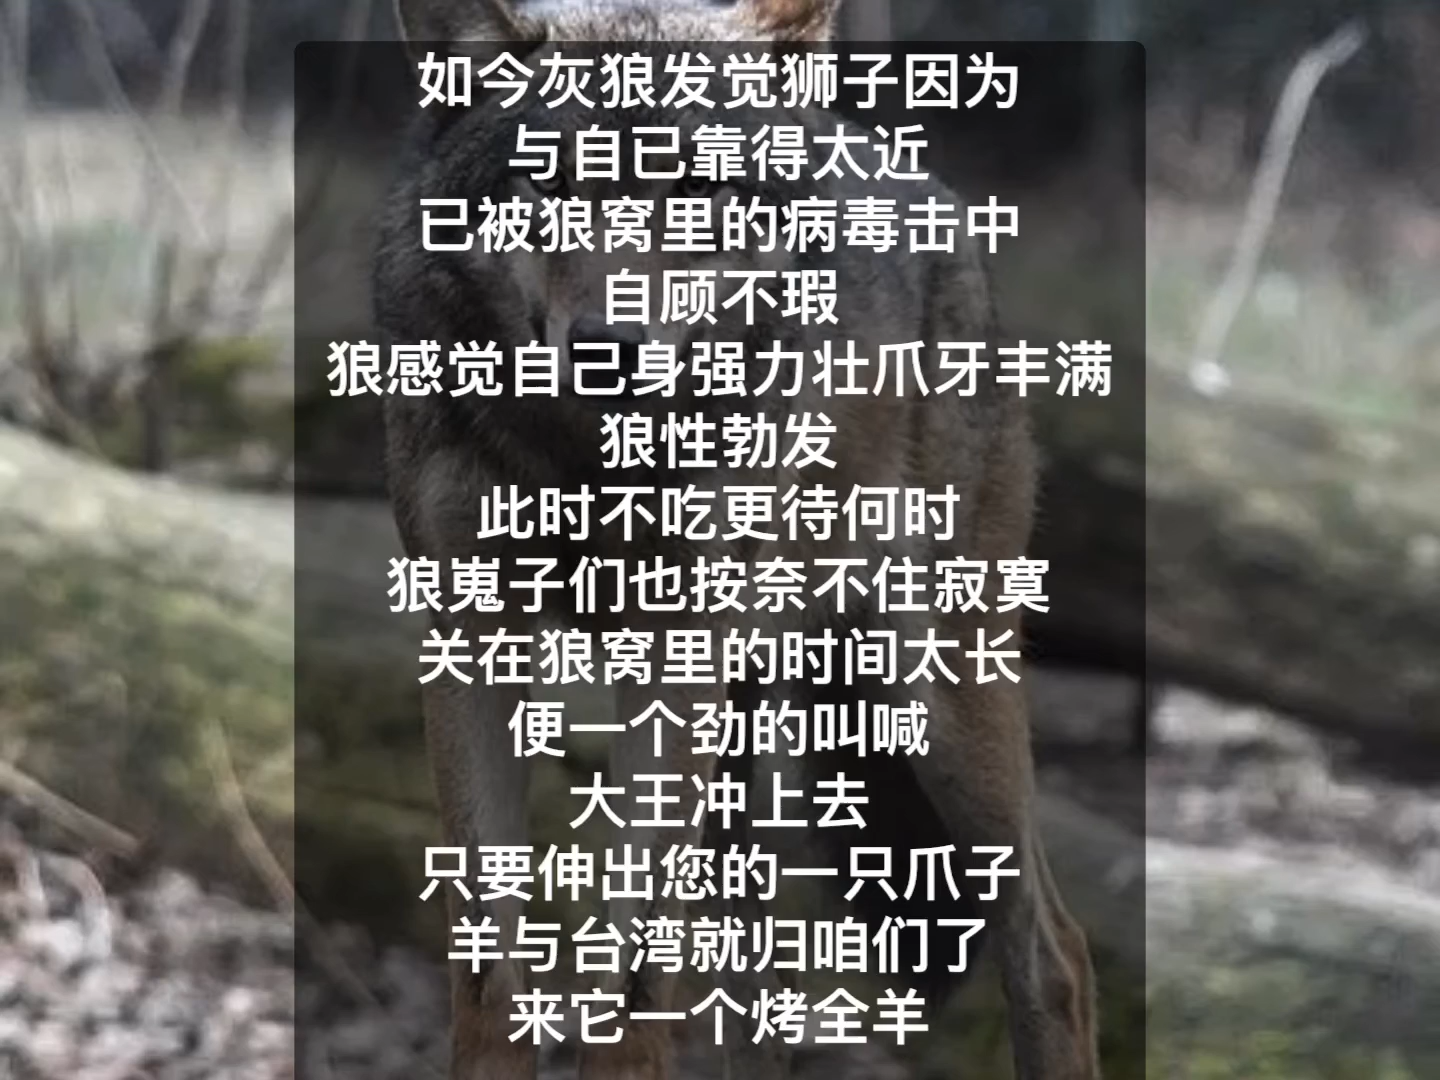 如今灰狼发觉狮子因为
与自已靠得太近
已被狼窝里的病毒击中
自顾不瑕
狼感觉自己身强力壮爪牙丰满
狼性勃发
此时不吃更待何时
狼嵬子们也按奈不住寂寞
关在狼窝里的时间太长
便一个劲的叫喊
大王冲上去
只要伸出您的一只爪子
羊与台湾就归咱们了
来它一个烤全羊